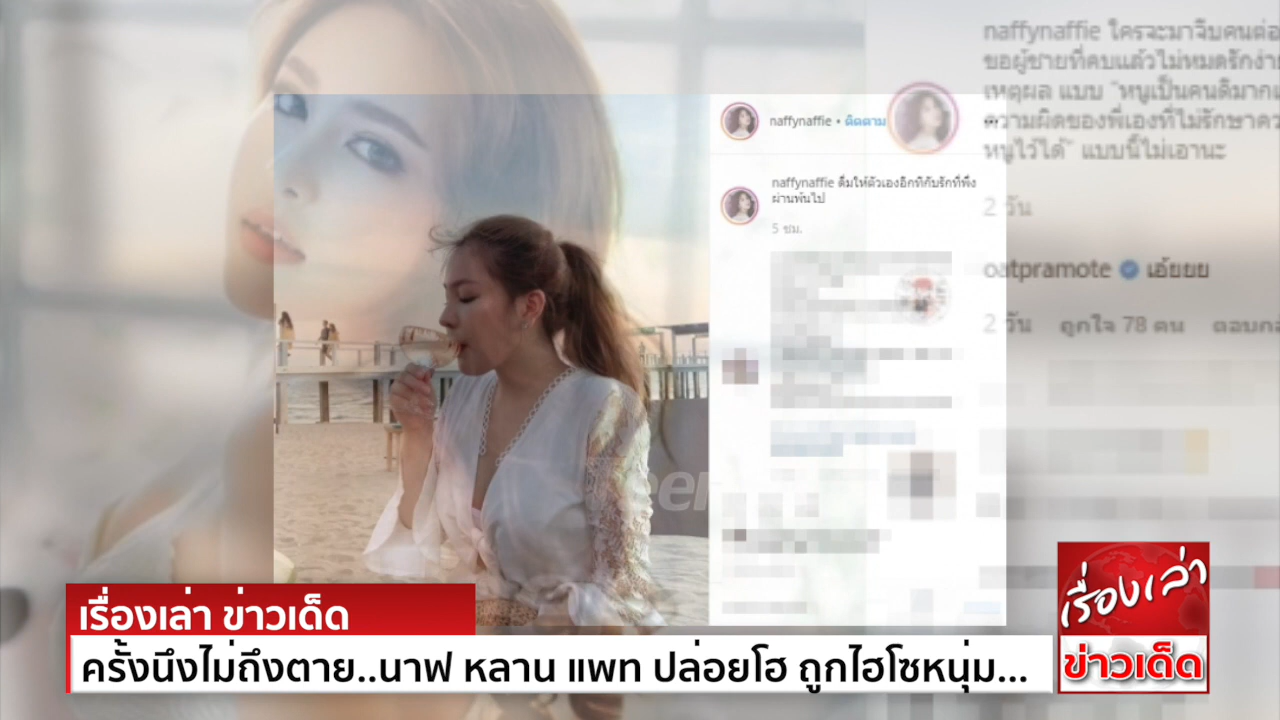 naffynaffie ใครจะมาจีบคนต่อ
ขอผู้ชายที่คบแล้วไม่หมดรักง่าย
เหตุผล แบบ "หนูเป็นคนดีมาก
ความผิดของพี่เองที่ไม่รักษาคว
หนูไว้ได้" แบบนี้ไม่เอานะ
2 วัน
oatpramote เอ้ยยย
2 วัน ถูกใจ 78 คน ตอบก
naffynaffie • ติดตาม
naffynaffie ดื่มให้ตัวเองอีกทีกับรักที่พึ่ง
ผ่านพ้นไป
5 ชม.
Teen
เรื่องเล่า ข่าวเด็ด
ครั้งนึงไม่ถึงตาย..นาฟ หลาน แพท ปล่อยโฮ ถูกไฮโซหนุ่ม...
เรื่องเล่า
ข่าวเด็ด